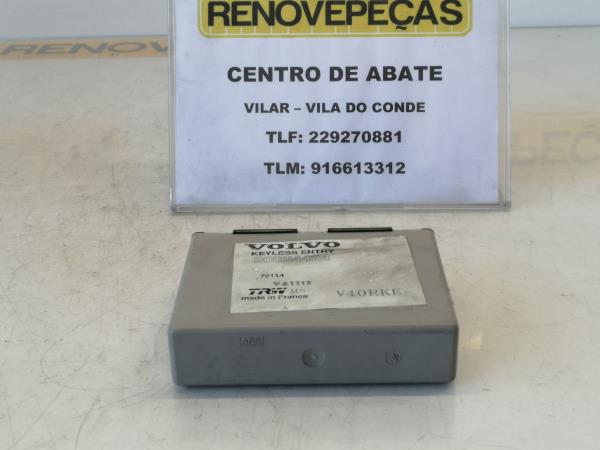 RENOVEPEÇAS
CENTRO DE ABATE
VILAR – VILA DO CONDE
TLF: 229270881
TLM: 916613312
VOLVO
KEYLESS ENTRY
72114
961113
TRW
made in France
V40RKE